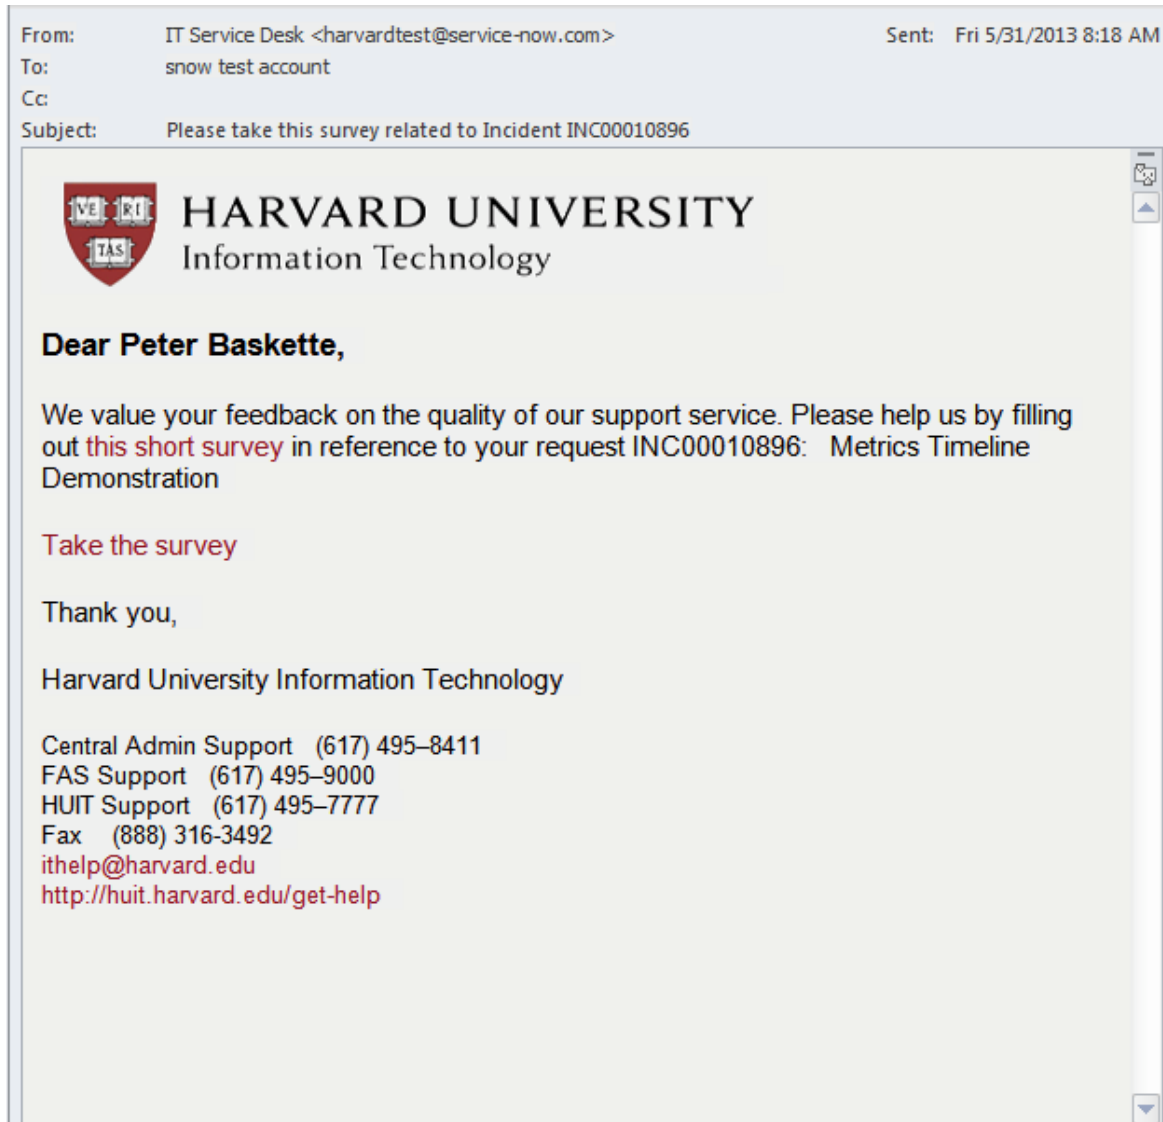 From: IT Service Desk <harvardtest@service-now.com> Sent: Fri 5/31/2013 8:18 AM
To: snow test account
Cc:
Subject: Please take this survey related to Incident INC00010896
VE RI
TAS
HARVARD UNIVERSITY
Information Technology
Dear Peter Baskette,
We value your feedback on the quality of our support service. Please help us by filling
out this short survey in reference to your request INC00010896: Metrics Timeline
Demonstration
Take the survey
Thank you,
Harvard University Information Technology
Central Admin Support (617) 495–8411
FAS Support (617) 495–9000
HUIT Support (617) 495–7777
Fax (888) 316-3492
ithelp@harvard.edu
http://huit.harvard.edu/get-help